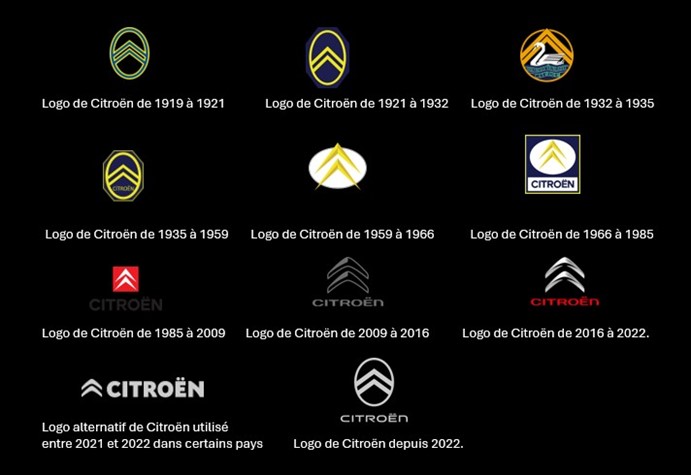 Logo de Citroën de 1919 à 1921
Logo de Citroën de 1921 à 1932
Logo de Citroën de 1932 à 1935
CITROËN
CITROËN
Logo de Citroën de 1935 à 1959
Logo de Citroën de 1959 à 1966
Logo de Citroën de 1966 à 1985
CITROËN
CITROËN
CITROËN
Logo de Citroën de 1985 à 2009
Logo de Citroën de 2009 à 2016
Logo de Citroën de 2016 à 2022.
CITROËN
CITROËN
Logo alternatif de Citroën utilisé
entre 2021 et 2022 dans certains pays
Logo de Citroën depuis 2022.